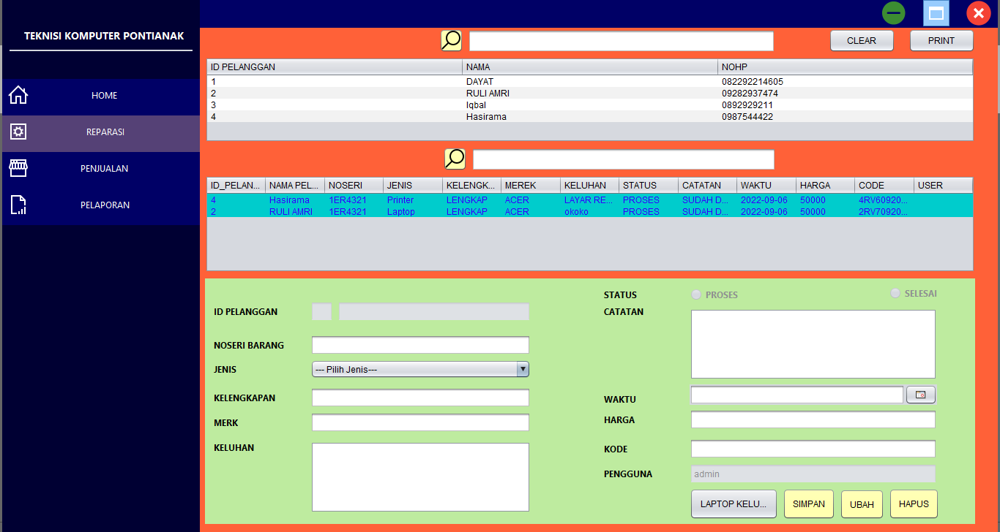 TEKNISI KOMPUTER PONTIANAK
HOME
REPARASI
PENJUALAN
PELAPORAN
CLEAR PRINT
ID PELANGGAN NAMA NOHP
1 DAYAT 082292214605
2 RULI AMRI 09282937474
3 Iqbal 0892929211
4 Hasirama 0987544422
ID_PELAN... NAMA PEL... NOSERI JENIS KELENGK... MEREK KELUHAN STATUS CATATAN WAKTU HARGA CODE USER
4 Hasirama 1ER4321 Printer LENGKAP ACER LAYAR RE... PROSES SUDAH D... 2022-09-06 50000 4RV60920...
2 RULI AMRI 1ER4321 Laptop LENGKAP ACER okoko PROSES SUDAH D... 2022-09-06 50000 2RV70920...
ID PELANGGAN
NOSERI BARANG
JENIS --- Pilih Jenis---
KELENGKAPAN
MERK
KELUHAN
STATUS PROSES SELESAI
CATATAN
WAKTU
HARGA
KODE
PENGGUNA admin
LAPTOP KELU... SIMPAN UBAH HAPUS